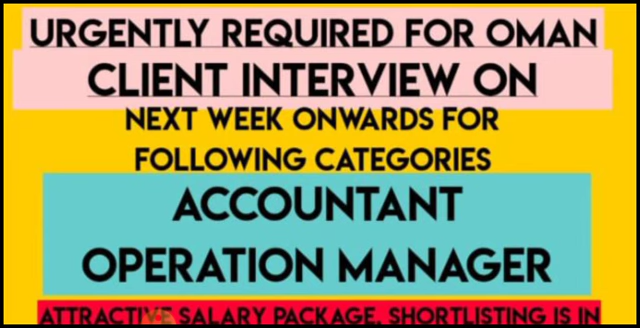 URGENTLY REQUIRED FOR OMAN
CLIENT INTERVIEW ON
NEXT WEEK ONWARDS FOR
FOLLOWING CATEGORIES
ACCOUNTANT
OPERATION MANAGER
ATTRACTIVE SALARY PACKAGE, SHORTLISTING IS IN